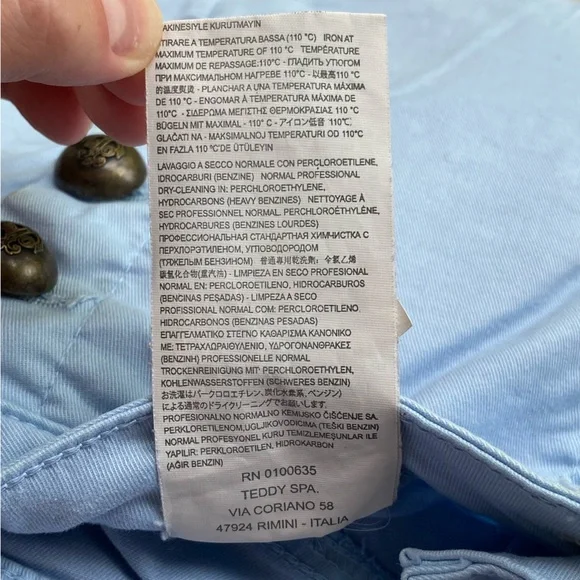 AKINESIYLE KURUTMAYIN
STIRARE A TEMPERATURA BASSA (110 °C) IRON AT
MAXIMUM TEMPERATURE OF 110 °C TEMPÉRATURE
MAXIMUM DE REPASSAGE:110°C - ГЛАДИТЬ УТЮГОМ
ПРИ МАКСИМАЛЬНОМ НАГРЕВЕ 110°C - 以最高110°C
的温度熨烫 - PLANCHAR A UNA TEMPERATURA MÁXIMA
DE 110°C - ENGOMAR À TEMPERATURA MÁXIMA DE
110°C - ΣΙΔΕΡΩΜΑ ΜΕΓΙΣΤΗΣ ΘΕΡΜΟΚΡΑΣΙΑΣ 110°C
BÜGELN MIT MAXIMAL - 110° C - アイロン低音 110°C
GLAČATI NA - MAKSIMALNOJ TEMPERATURI OD 110°C
EN FAZLA 110 °C'DE ÜTÜLEYIN
LAVAGGIO A SECCO NORMALE CON PERCLOROETILENE,
IDROCARBURI (BENZINE) NORMAL PROFESSIONAL
DRY-CLEANING IN: PERCHLOROETHYLENE,
HYDROCARBONS (HEAVY BENZINES) NETTOYAGE À
SEC PROFESSIONNEL NORMAL. PERCHLOROÉTHYLÈNE,
HYDROCARBURES (BENZINES LOURDES)
ПРОФЕССИОНАЛЬНАЯ СТАНДАРТНАЯ ХИМЧИСТКА С
ПЕРХЛОРЭТИЛЕНОМ, УГЛЮВОДОРОДОМ
(ТЯЖЕЛЫМ БЕНЗИНОМ) 普通專用乾洗劑：全氯乙烯
碳氫化合物(重汽油) - LIMPIEZA EN SECO PROFESIONAL
NORMAL EN: PERCLOROETILENO, HIDROCARBUROS
(BENCINAS PESADAS) - LIMPEZA A SECO
PROFISSIONAL NORMAL COM: PERCLOROETILENO,
HIDROCARBONOS (BENZINAS PESADAS)
ΕΠΑΓΓΕΛΜΑΤΙΚΟ ΣΤΕΓΝΟ ΚΑΘΑΡΙΣΜΑ ΚΑΝΟΝΙΚΟ
ΜΕ: ΤΕΤΡΑΧΛΩΡΑΙΘΥΛΕΝΙΟ, ΥΔΡΟΓΟΝΑΝΘΡΑΚΕΣ
(ΒΕΝΖΙΝΗ) PROFESSIONELLE NORMAL
TROCKENREINIGUNG MIT: PERCHLOREHTYLEN,
KOHLENWASSERSTOFFEN (SCHWERES BENZIN)
お洗濯はパークロロエチレン、炭化水素系、ベンジン)
による通常のドライクリーニングでお願い致します。
PROFESIONALNO NORMALNO KEMIJSKO ČIŠĆENJE SA.
PERKLORETILENOM,UGLJIKOVODICIMA (TEŠKI BENZIN)
NORMAL PROFESYONEL KURU TEMIZLEMEŞUNLAR ILE
YAPILIR: PERKLOETILEN, HIDROKARBON
(AĞIR BENZIN)
RN 0100635
TEDDY SPA.
VIA CORIANO 58
47924 RIMINI - ITALIA